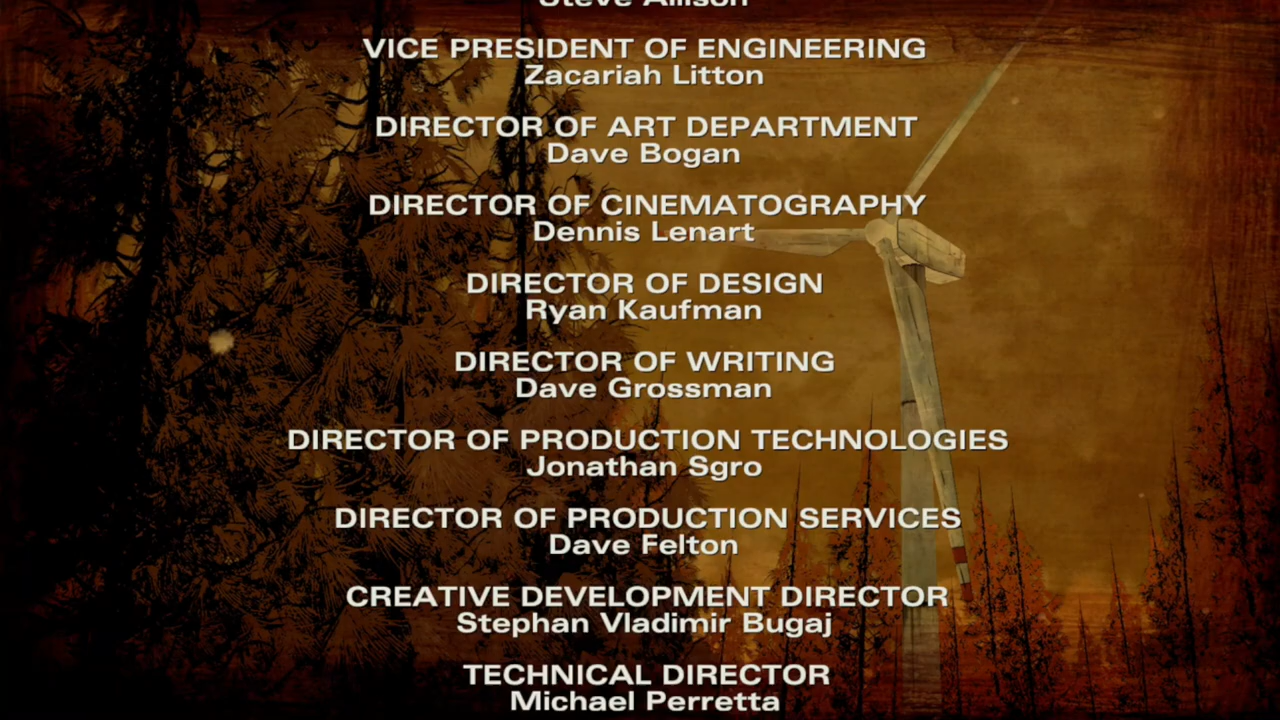 Steve Allison
VICE PRESIDENT OF ENGINEERING
Zacariah Litton
DIRECTOR OF ART DEPARTMENT
Dave Bogan
DIRECTOR OF CINEMATOGRAPHY
Dennis Lenart
DIRECTOR OF DESIGN
Ryan Kaufman
DIRECTOR OF WRITING
Dave Grossman
DIRECTOR OF PRODUCTION TECHNOLOGIES
Jonathan Sgro
DIRECTOR OF PRODUCTION SERVICES
Dave Felton
CREATIVE DEVELOPMENT DIRECTOR
Stephan Vladimir Bugaj
TECHNICAL DIRECTOR
Michael Perretta